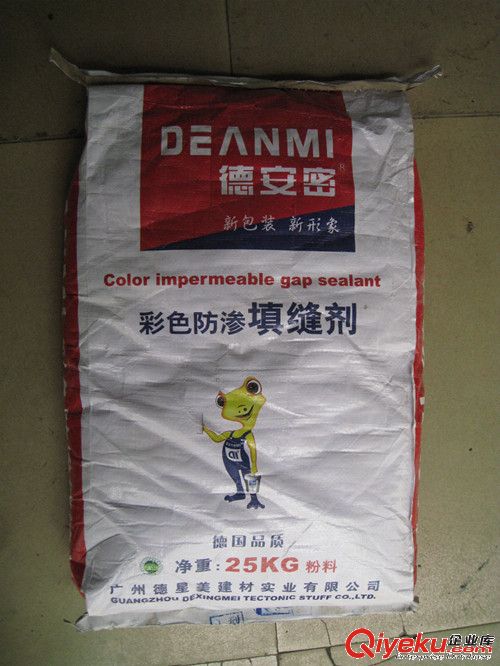 DEANMI
德安密
®
新包装 新形象
Color impermeable gap sealant
彩色防渗填缝剂
德国品质
净重：25KG 粉料
广州德星美建材实业有限公司
GUANGZHOU DEXINGMEI TECTONIC STUFF CO.,LTD.
企业库
Qiyeku.com